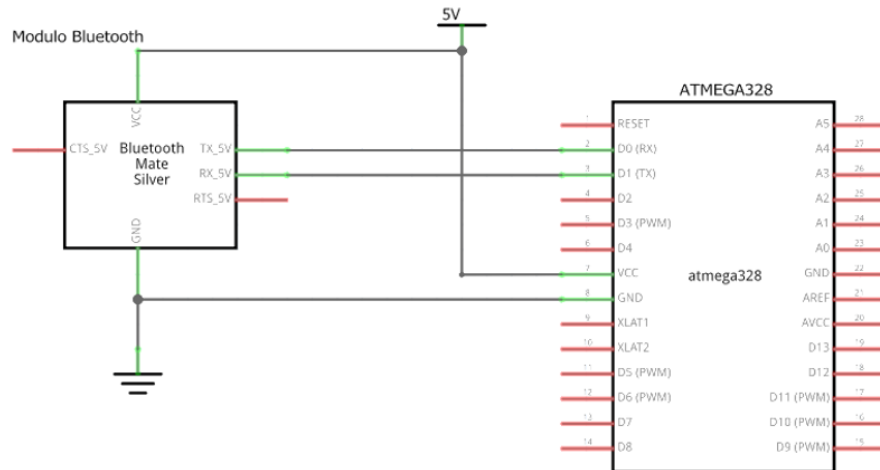 5V
Modulo Bluetooth
VCC
CTS_5V
Bluetooth
Mate
Silver
TX_5V
RX_5V
RTS_5V
GND
ATMEGA328
1 RESET
2 D0 (RX)
3 D1 (TX)
4 D2
5 D3 (PWM)
6 D4
7 VCC
8 GND
9 XLAT1
10 XLAT2
11 D5 (PWM)
12 D6 (PWM)
13 D7
14 D8
atmega328
A5 28
A4 27
A3 26
A2 25
A1 24
A0 23
GND 22
AREF 21
AVCC 20
D13 19
D12 18
D11 (PWM) 17
D10 (PWM) 16
D9 (PWM) 15